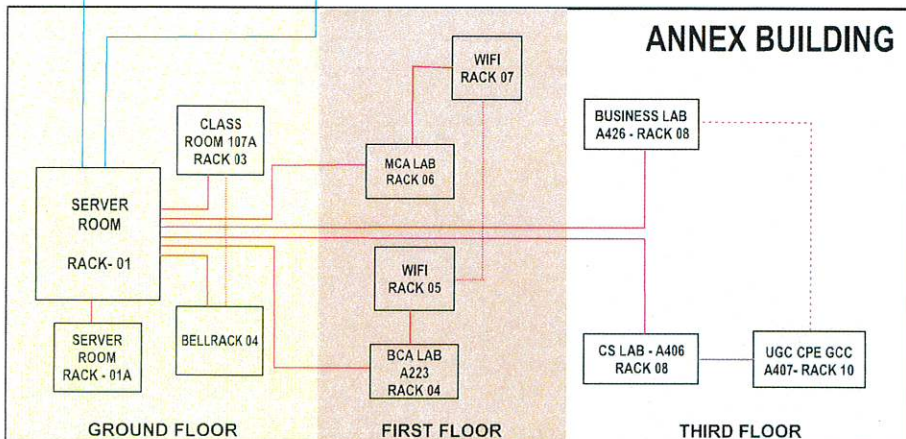 ANNEX BUILDING
WIFI
RACK 07
CLASS
ROOM 107A
RACK 03
BUSINESS LAB
A426 - RACK 08
MCA LAB
RACK 06
SERVER
ROOM
RACK- 01
WIFI
RACK 05
SERVER
ROOM
RACK - 01A
BELLRACK 04
BCA LAB
A223
RACK 04
CS LAB - A406
RACK 08
UGC CPE GCC
A407- RACK 10
GROUND FLOOR
FIRST FLOOR
THIRD FLOOR